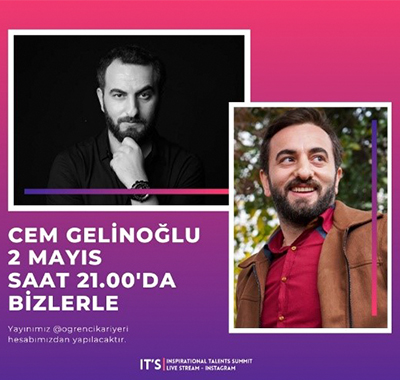 CEM GELİNOĞLU
2 MAYIS
SAAT 21.00'DA
BİZLERLE
Yayınımız @ogrencikariyeri
hesabımızdan yapılacaktır.
IT'S | INSPIRATIONAL TALENTS SUMMIT
LIVE STREAM - INSTAGRAM